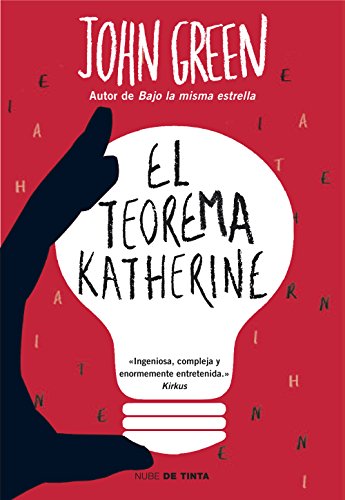 JOHN GREEN
Autor de Bajo la misma estrella
EL
TEOREMA
KATHERINE
«Ingeniosa, compleja y
enormemente entretenida.»
Kirkus
NUBE DE TINTA